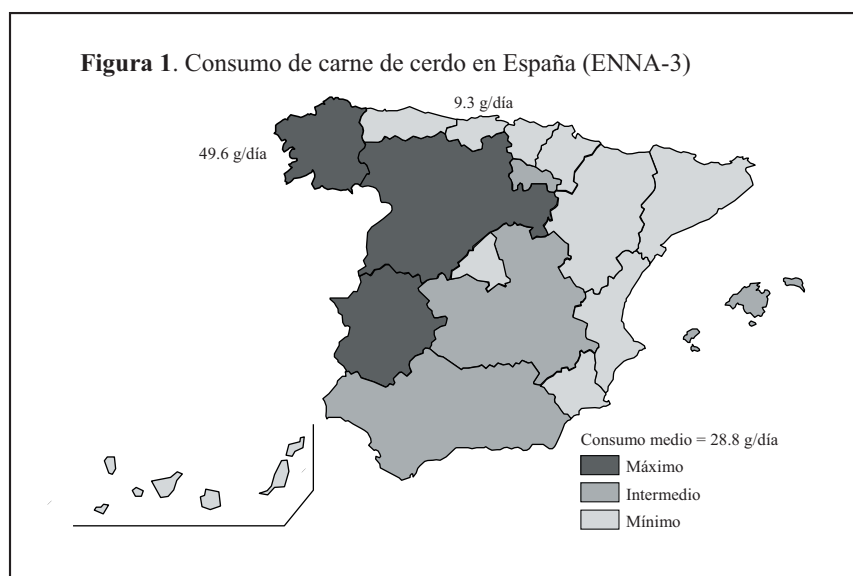 Figura 1. Consumo de carne de cerdo en España (ENNA-3)
9.3 g/día
49.6 g/día
Consumo medio = 28.8 g/día
Máximo
Intermedio
Mínimo